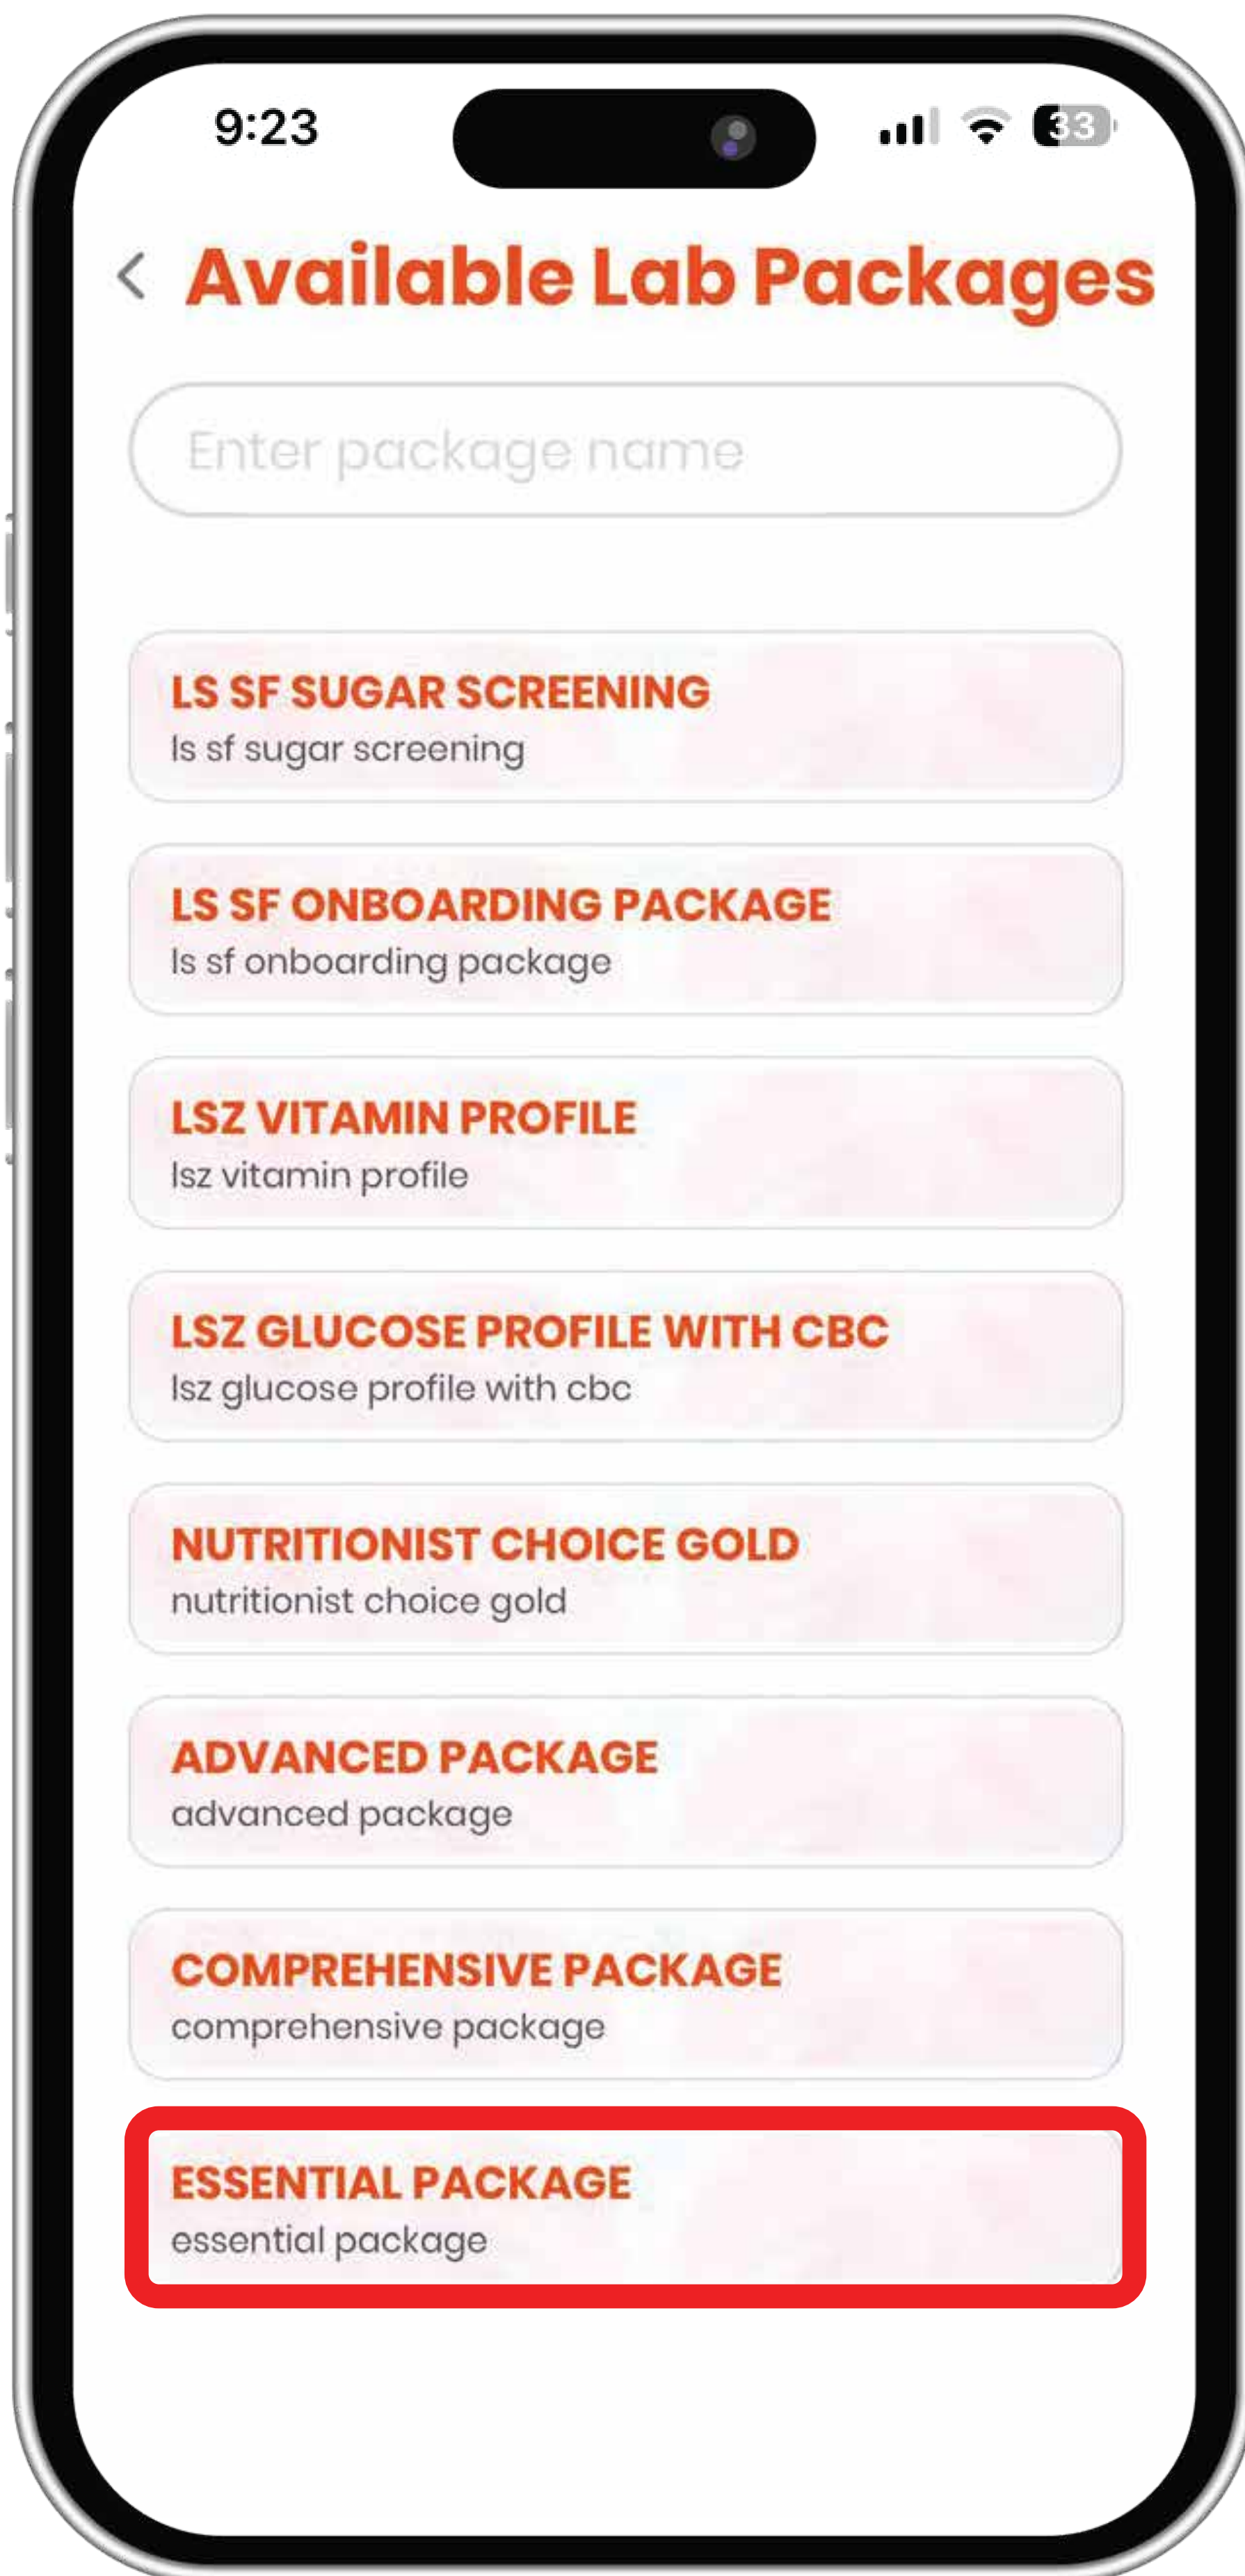 9:23
33
Available Lab Packages
Enter package name
LS SF SUGAR SCREENING
ls sf sugar screening
LS SF ONBOARDING PACKAGE
ls sf onboarding package
LSZ VITAMIN PROFILE
lsz vitamin profile
LSZ GLUCOSE PROFILE WITH CBC
lsz glucose profile with cbc
NUTRITIONIST CHOICE GOLD
nutritionist choice gold
ADVANCED PACKAGE
advanced package
COMPREHENSIVE PACKAGE
comprehensive package
ESSENTIAL PACKAGE
essential package